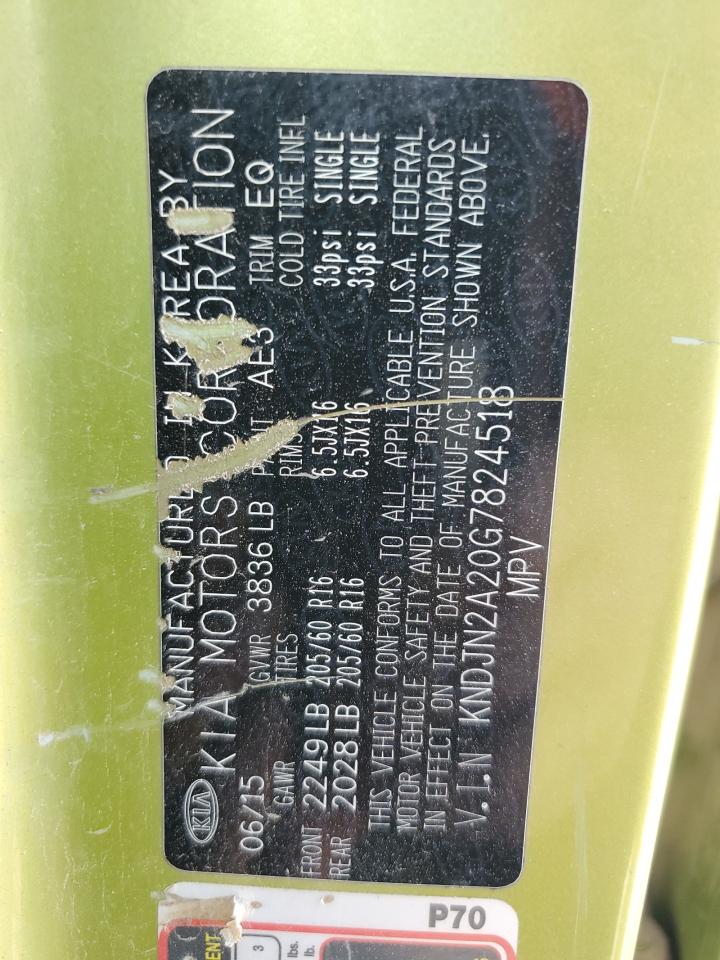 MANUFACTURED IN KOREA BY
KIA KIA MOTORS CORPORATION
06/15 GVWR 3836 LB PAINT AE3 TRIM EQ
GAWR TIRES RIMS COLD TIRE INFL
FRONT 2249LB 205/60 R16 6.5JX16 33psi SINGLE
REAR 2028LB 205/60 R16 6.5JX16 33psi SINGLE
THIS VEHICLE CONFORMS TO ALL APPLICABLE U.S.A. FEDERAL
MOTOR VEHICLE SAFETY AND THEFT PREVENTION STANDARDS
IN EFFECT ON THE DATE OF MANUFACTURE SHOWN ABOVE.
V.I.N KNDJN2A20G7824518
MPV
P70
3
lbs.
lb.